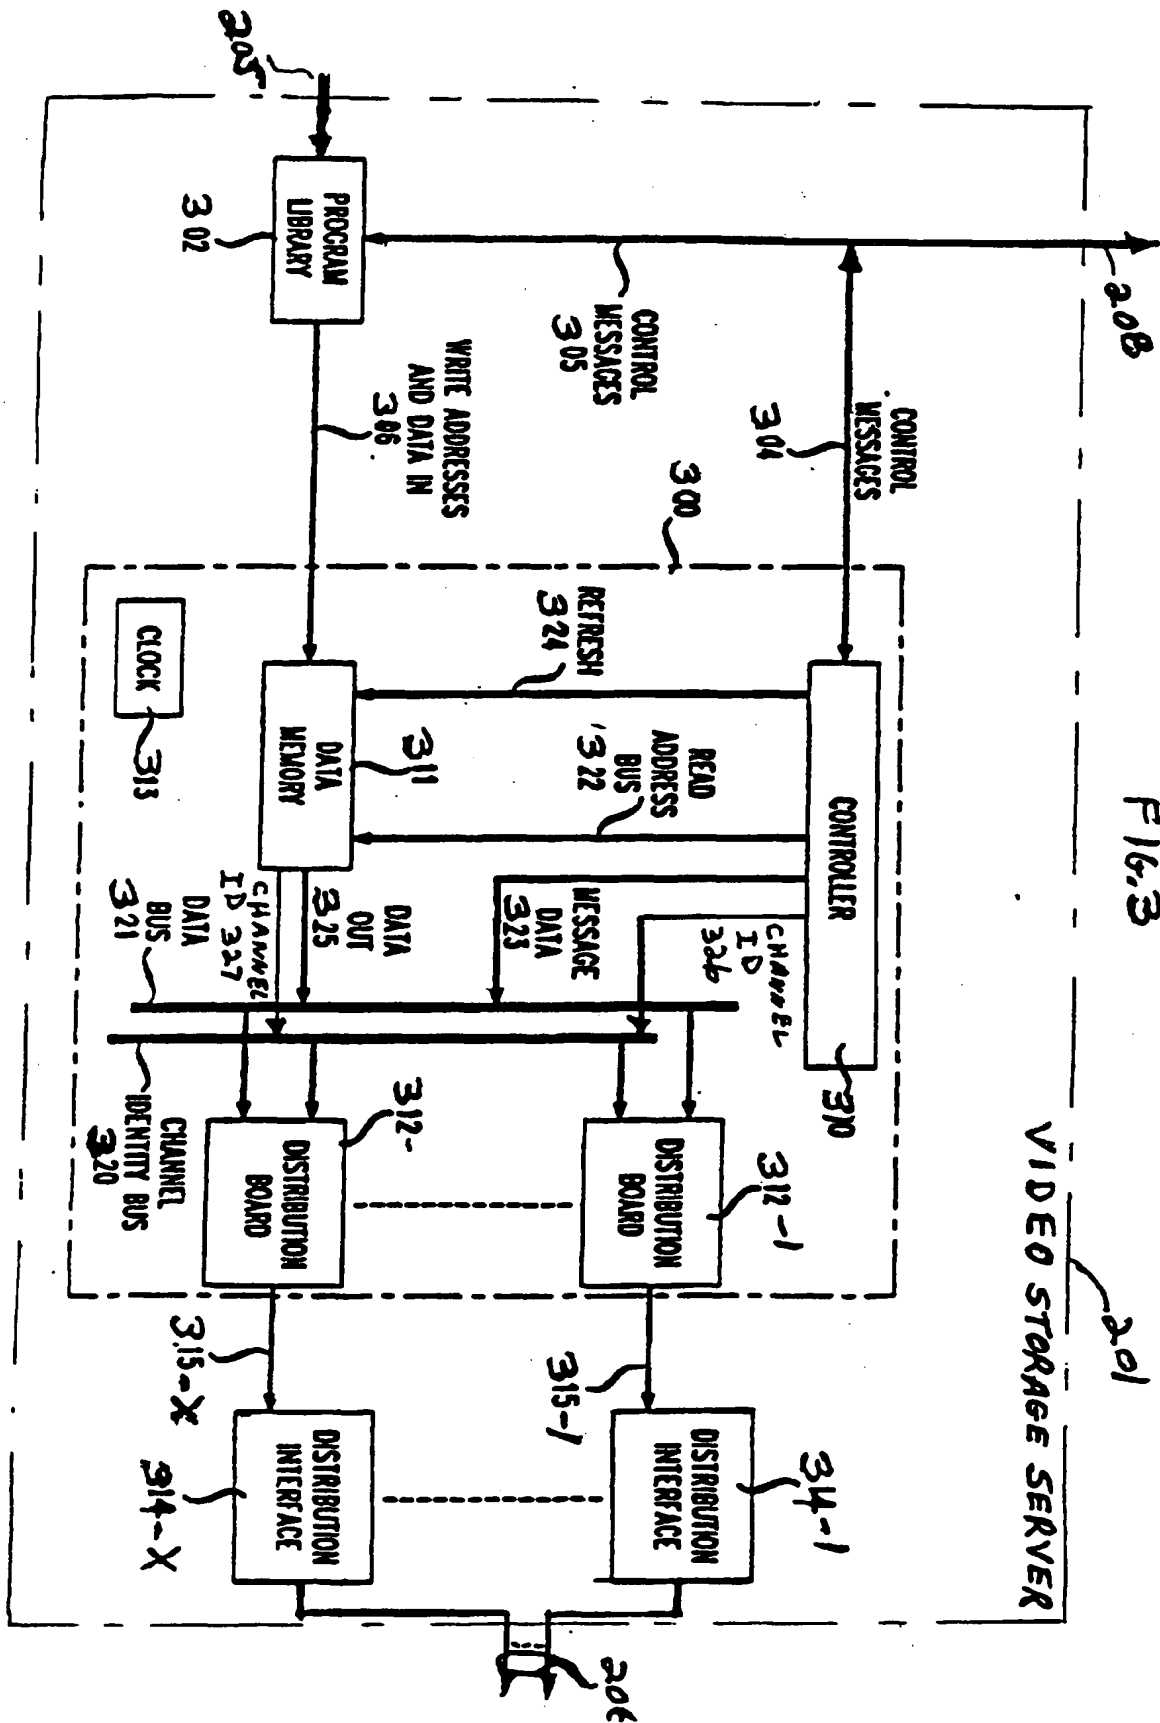 FIG. 3
VIDEO STORAGE SERVER
201
205
208
PROGRAM
LIBRARY
302
CONTROL
MESSAGES
305
CONTROL
MESSAGES
304
WRITE ADDRESSES
AND DATA IN
306
300
CONTROLLER
310
REFRESH
324
READ
ADDRESS
BUS
322
MESSAGE
DATA
323
CHANNEL
ID
326
DATA
MEMORY
311
CLOCK
313
DATA
OUT
325
CHANNEL
ID 327
DATA
BUS
321
CHANNEL
IDENTITY BUS
320
DISTRIBUTION
BOARD
312-1
DISTRIBUTION
BOARD
312-
315-1
315-X
DISTRIBUTION
INTERFACE
314-1
DISTRIBUTION
INTERFACE
314-X
206